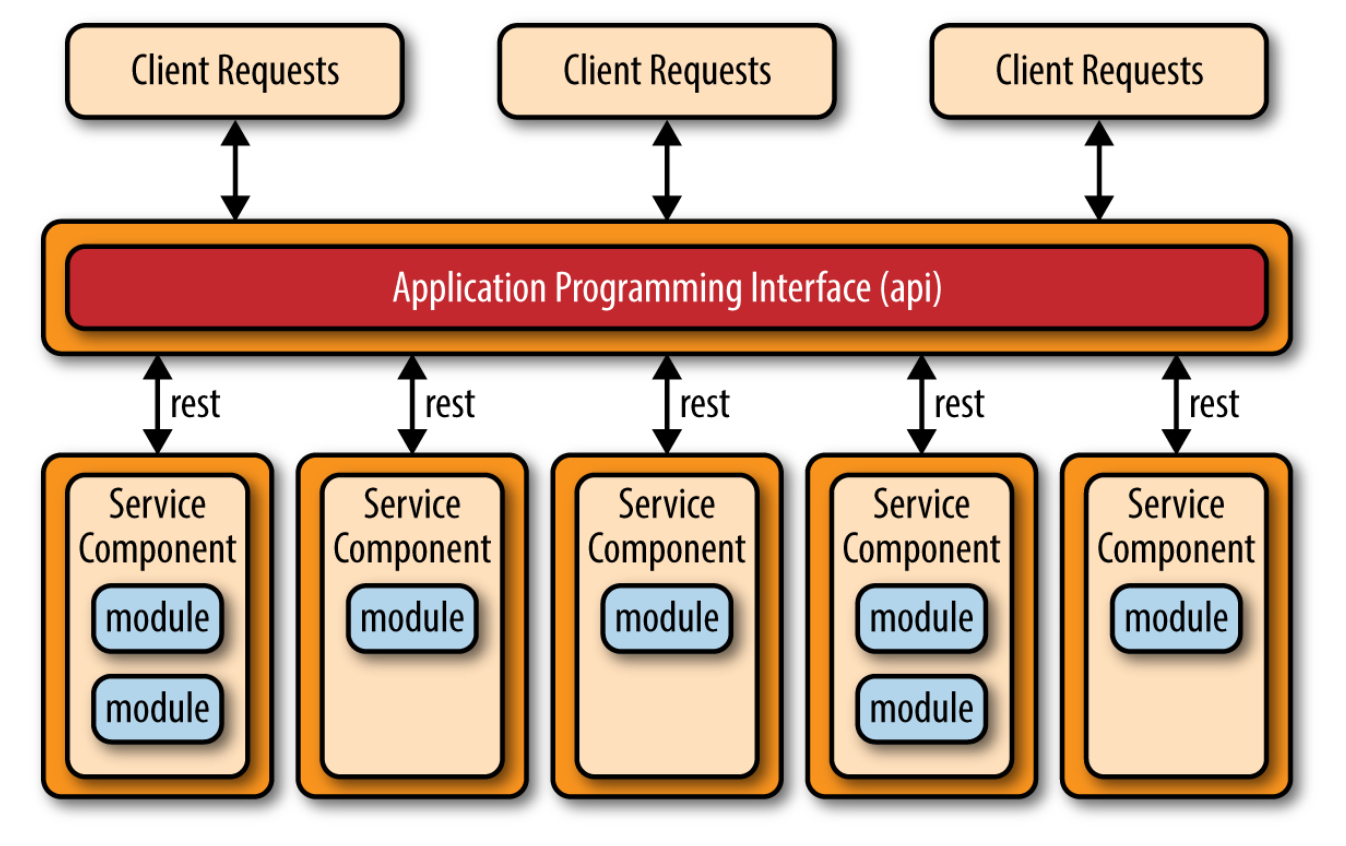 Client Requests
Client Requests
Client Requests
Application Programming Interface (api)
rest
rest
rest
rest
rest
Service
Component
module
module
Service
Component
module
Service
Component
module
Service
Component
module
module
Service
Component
module